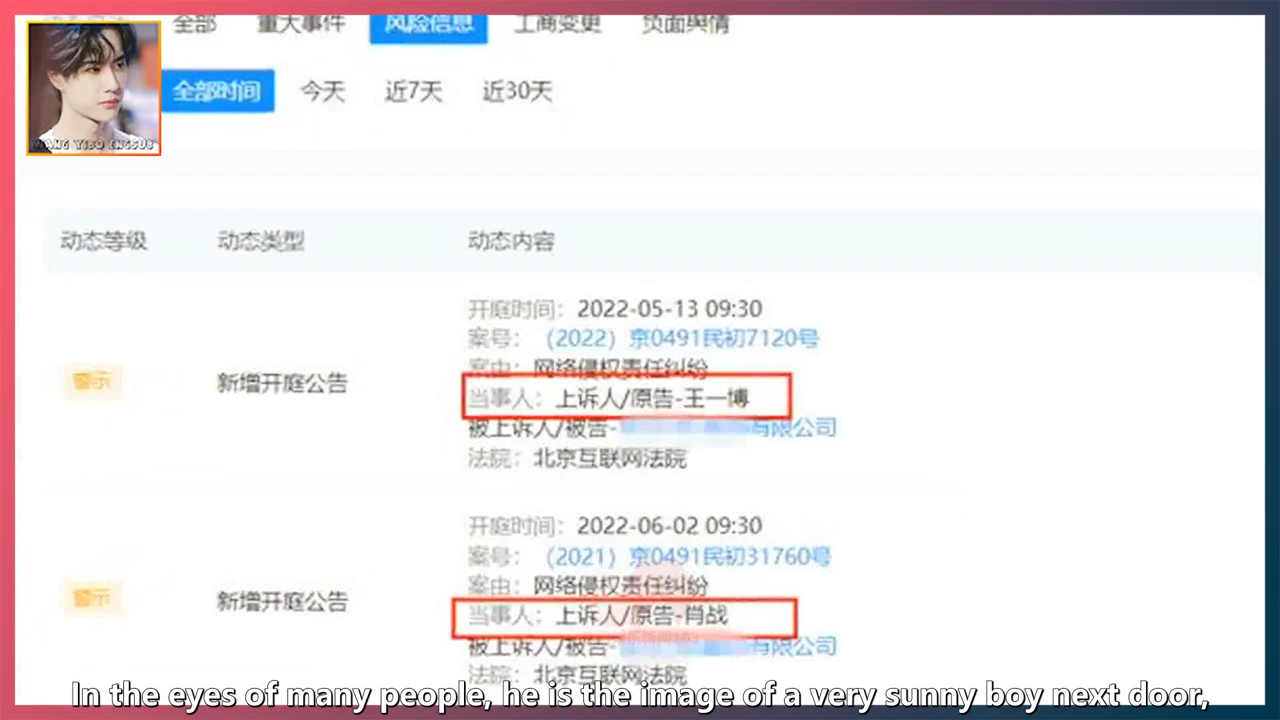 全部 重大事件 风险信息 工商变更 负面舆情
全部时间 今天 近7天 近30天
WANG YIBO ENGSUB
动态等级 动态类型 动态内容
开庭时间：2022-05-13 09:30
案号：（2022）京0491民初7120号
案由：网络侵权责任纠纷
警示 新增开庭公告
当事人：上诉人/原告-王一博
被上诉人/被告- 有限公司
法院：北京互联网法院
开庭时间：2022-06-02 09:30
案号：（2021）京0491民初31760号
案由：网络侵权责任纠纷
警示 新增开庭公告
当事人：上诉人/原告-肖战
被上诉人/被告- 有限公司
法院：北京互联网法院
In the eyes of many people, he is the image of a very sunny boy next door,